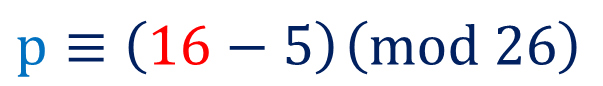 p ≡ (16 − 5) (mod 26)